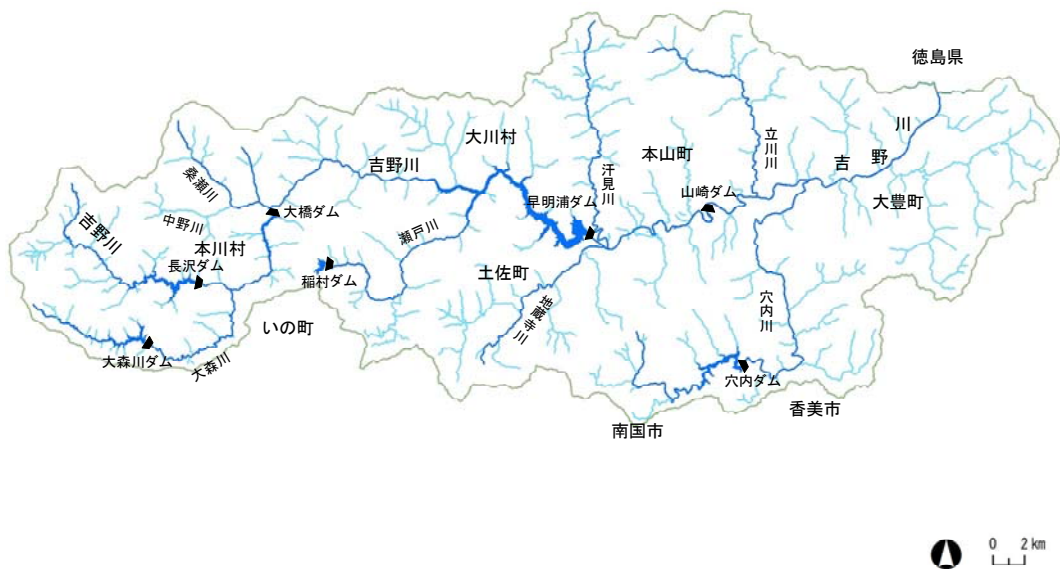 徳島県
大川村
吉野川
桑瀬川
大橋ダム
中野川
吉野川
本川村
長沢ダム
大森川ダム
大森川
いの町
稲村ダム
瀬戸川
早明浦ダム
汗見川
本山町
山崎ダム
立川川
吉野川
大豊町
土佐町
地蔵寺川
穴内川
穴内ダム
香美市
南国市
0 2km